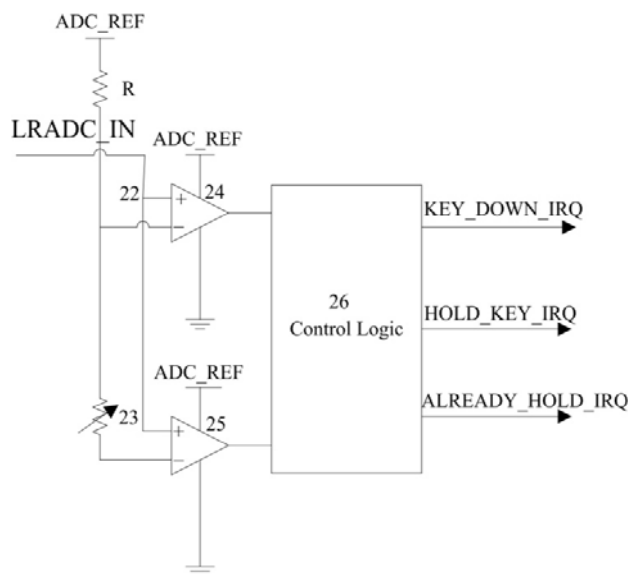 ADC_REF
R
LRADC_IN
ADC_REF
22
24
+
−
KEY_DOWN_IRQ
26
Control Logic
HOLD_KEY_IRQ
ADC_REF
23
25
+
−
ALREADY_HOLD_IRQ